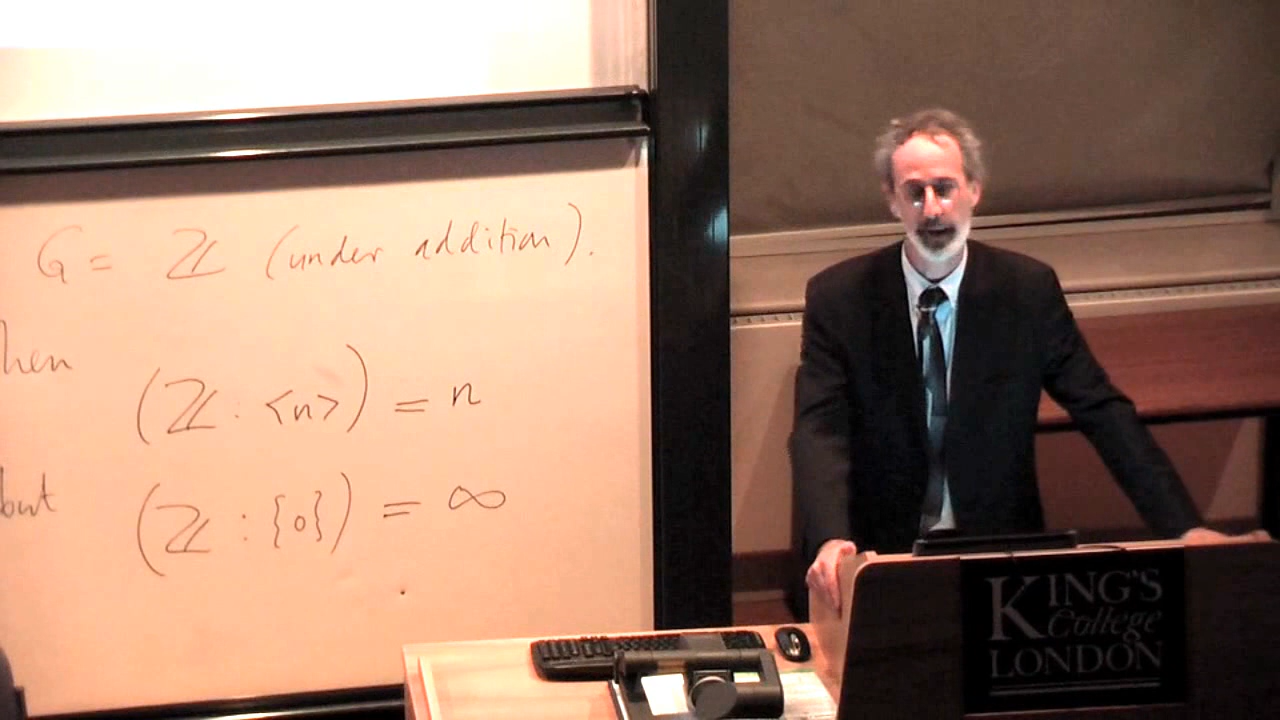 G = ℤ (under addition).
hen
(ℤ : <n>) = n
but
(ℤ : {0}) = ∞
KING'S
College
LONDON